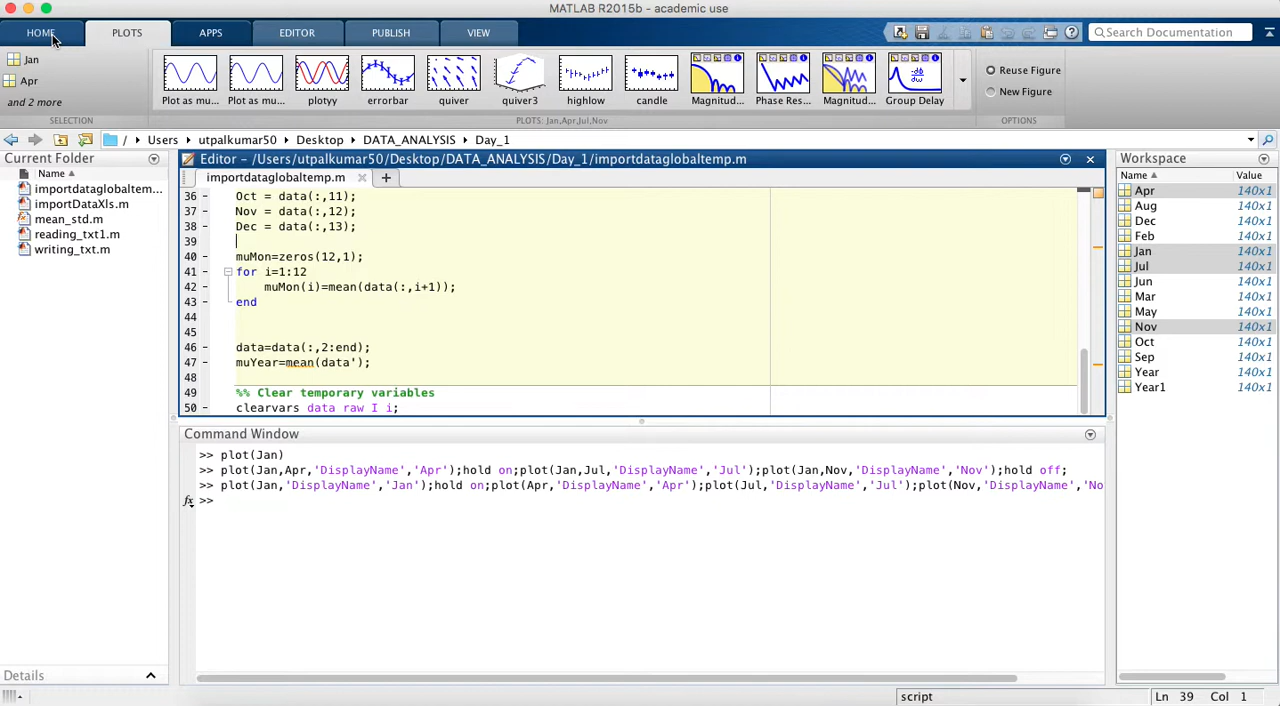 MATLAB R2015b - academic use
HOME
PLOTS
APPS
EDITOR
PUBLISH
VIEW
Search Documentation
Jan
Apr
and 2 more
SELECTION
Plot as mu...
Plot as mu...
plotyy
errorbar
quiver
quiver3
highlow
candle
Magnitud...
Phase Res...
Magnitud...
Group Delay
PLOTS: Jan,Apr,Jul,Nov
Reuse Figure
New Figure
OPTIONS
/ Users utpalkumar50 Desktop DATA_ANALYSIS Day_1
Current Folder
Name
importdataglobaltem...
importDataXls.m
mean_std.m
reading_txt1.m
writing_txt.m
Details
Editor - /Users/utpalkumar50/Desktop/DATA_ANALYSIS/Day_1/importdataglobaltemp.m
importdataglobaltemp.m
36 - Oct = data(:,11);
37 - Nov = data(:,12);
38 - Dec = data(:,13);
39 -
40 - muMon=zeros(12,1);
41 - for i=1:12
42 - muMon(i)=mean(data(:,i+1));
43 - end
44 -
45 -
46 - data=data(:,2:end);
47 - muYear=mean(data');
48 -
49 - %% Clear temporary variables
50 - clearvars data raw I i;
Command Window
>> plot(Jan)
>> plot(Jan,Apr,'DisplayName','Apr');hold on;plot(Jan,Jul,'DisplayName','Jul');plot(Jan,Nov,'DisplayName','Nov');hold off;
>> plot(Jan,'DisplayName','Jan');hold on;plot(Apr,'DisplayName','Apr');plot(Jul,'DisplayName','Jul');plot(Nov,'DisplayName','No
fx >>
Workspace
Name Value
Apr 140x1
Aug 140x1
Dec 140x1
Feb 140x1
Jan 140x1
Jul 140x1
Jun 140x1
Mar 140x1
May 140x1
Nov 140x1
Oct 140x1
Sep 140x1
Year 140x1
Year1 140x1
script
Ln 39 Col 1